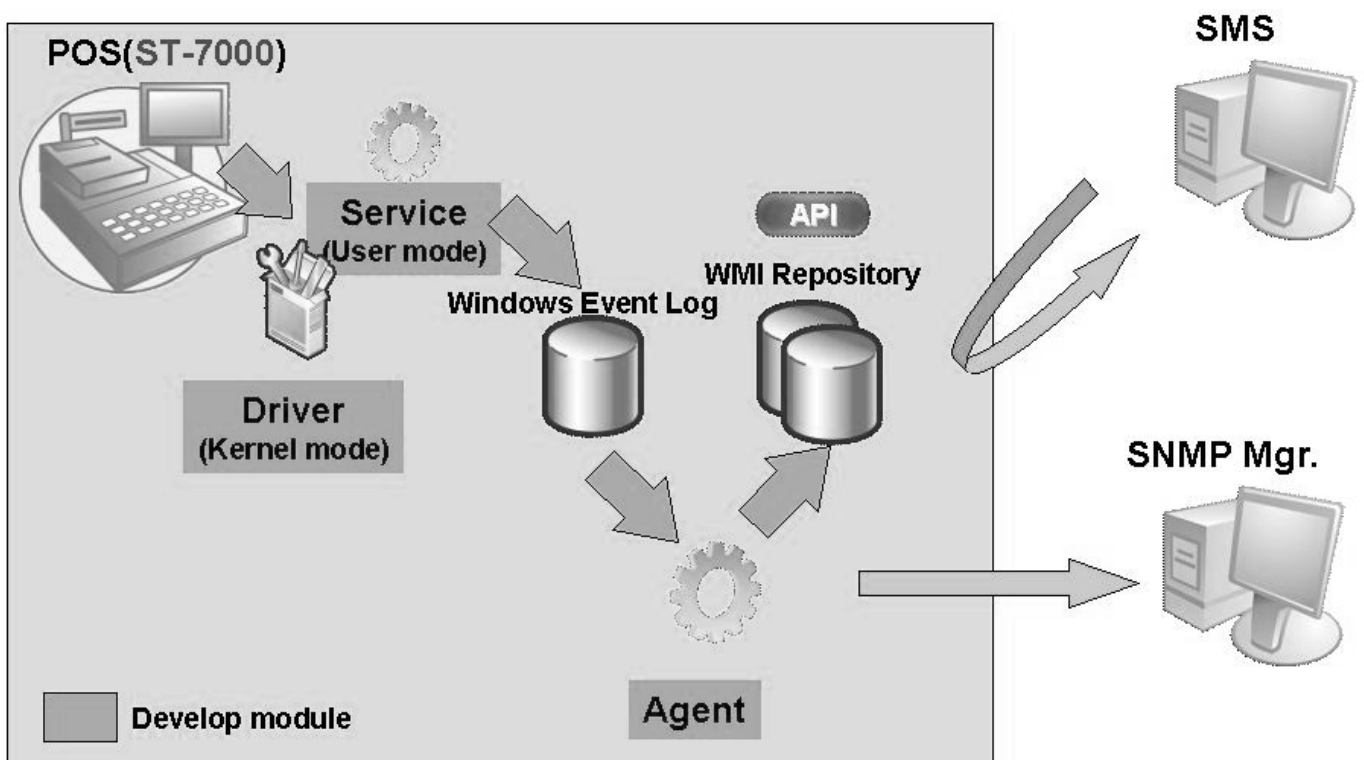 POS(ST-7000)
SMS
Service
(User mode)
API
WMI Repository
Windows Event Log
Driver
(Kernel mode)
SNMP Mgr.
Agent
Develop module